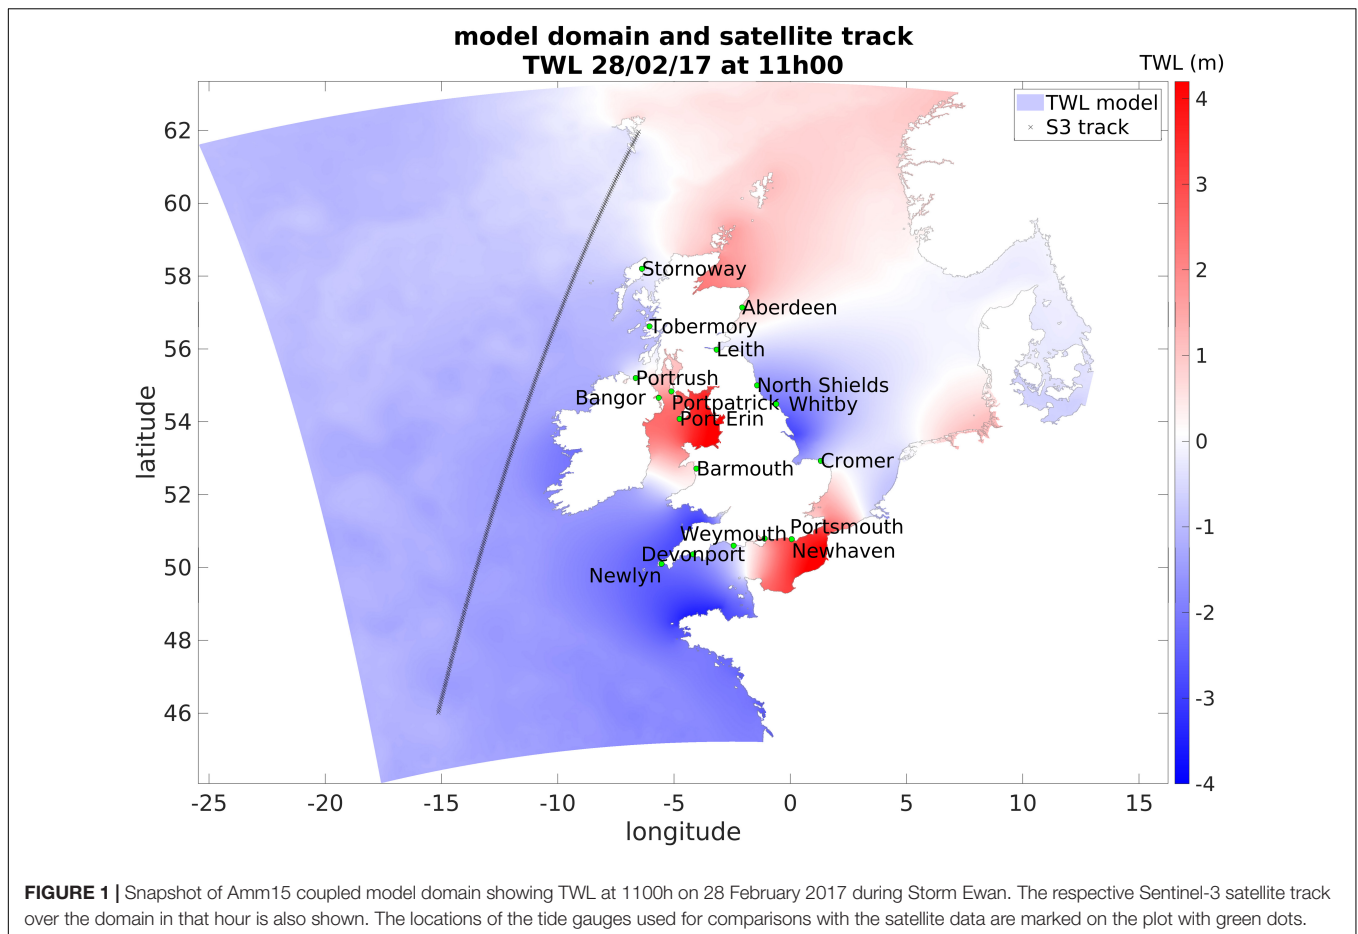 model domain and satellite track
TWL 28/02/17 at 11h00
TWL (m)
TWL model
S3 track
62
60
58
56
54
52
50
48
46
latitude
Stornoway
Aberdeen
Tobermory
Leith
Portrush
North Shields
Bangor
Portpatrick
Whitby
Port Erin
Cromer
Barmouth
Portsmouth
Weymouth
Newhaven
Devonport
Newlyn
4
3
2
1
0
-1
-2
-3
-4
-25
-20
-15
-10
-5
0
5
10
15
longitude
FIGURE 1 | Snapshot of Amm15 coupled model domain showing TWL at 1100h on 28 February 2017 during Storm Ewan. The respective Sentinel-3 satellite track
over the domain in that hour is also shown. The locations of the tide gauges used for comparisons with the satellite data are marked on the plot with green dots.